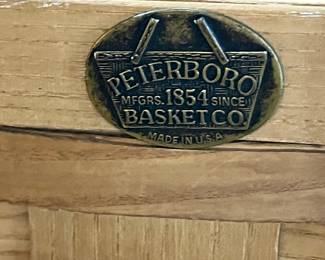 PETERBORO
MFGRS. 1854 SINCE
BASKET.CO.
MADE IN U.S.A